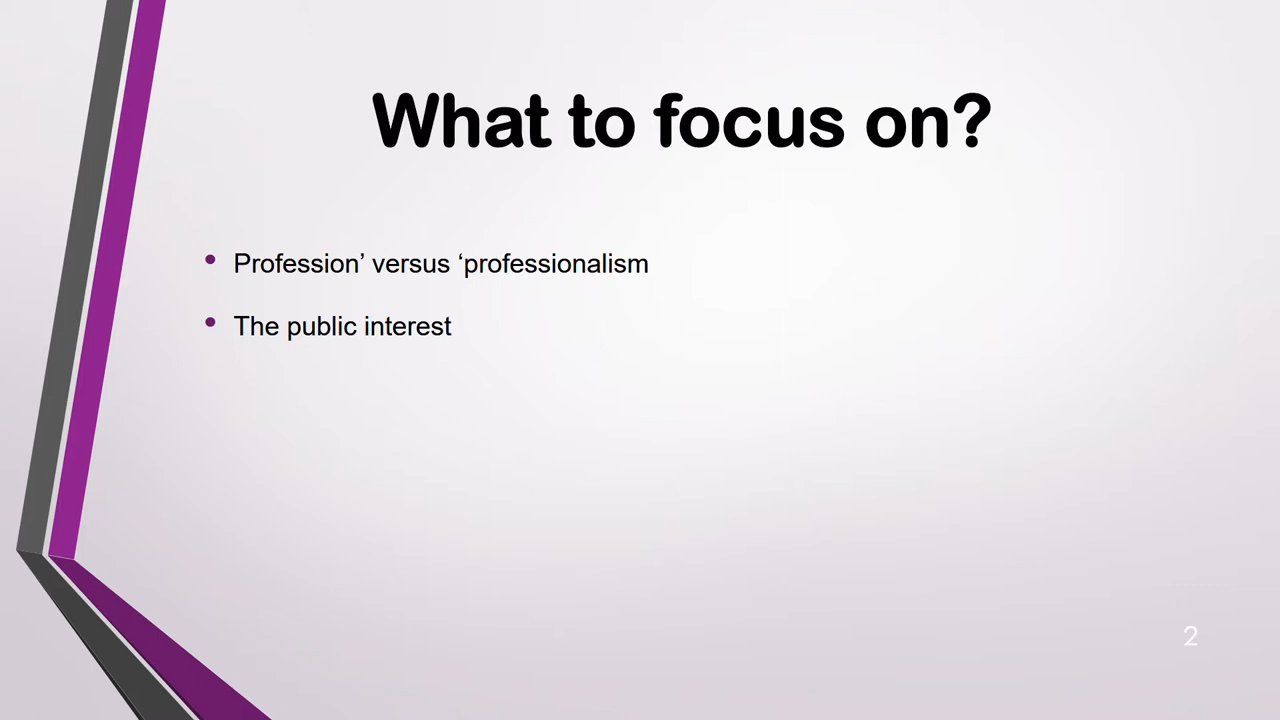 What to focus on?
Profession’ versus ‘professionalism
The public interest
2